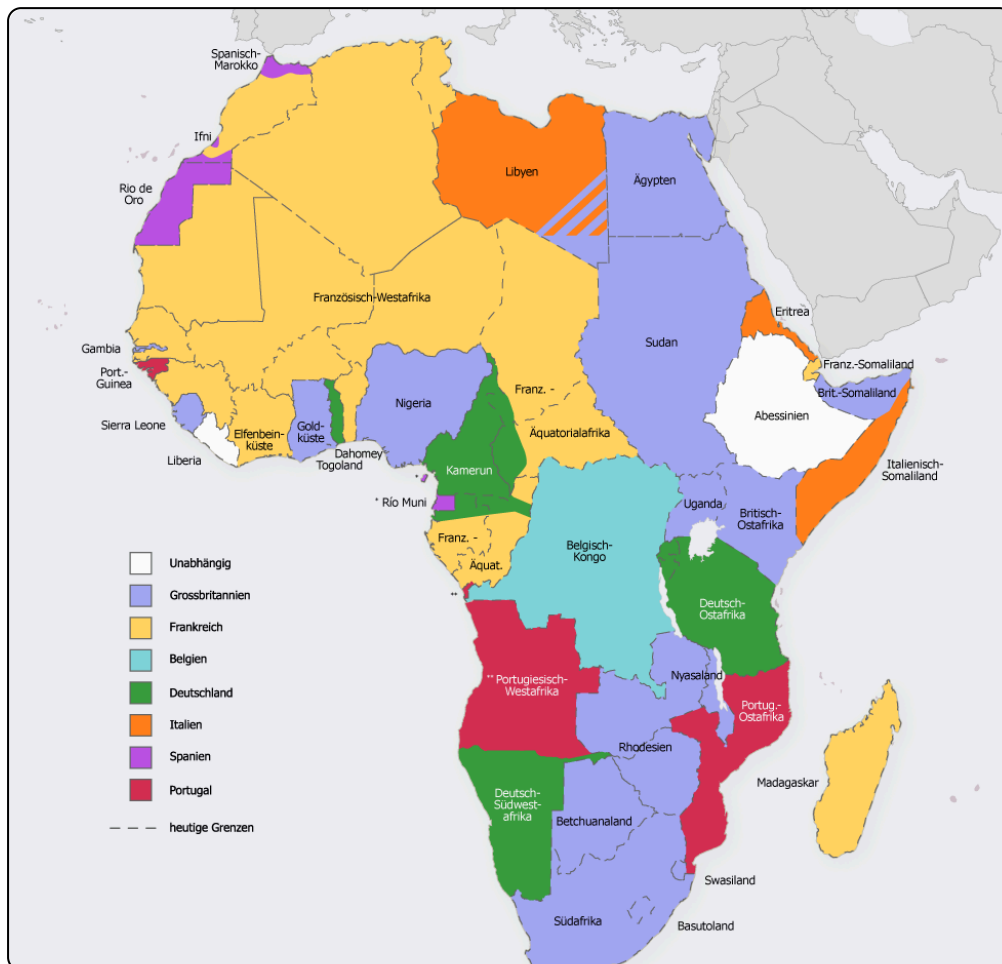 Spanisch-
Marokko
Ifni
Rio de
Oro
Libyen
Ägypten
Französisch-Westafrika
Eritrea
Gambia
Port.-
Guinea
Sudan
Franz.-Somaliland
Brit.-Somaliland
Franz. -
Nigeria
Abessinien
Sierra Leone
Elfenbein-
küste
Gold-
küste
Äquatorialafrika
Liberia
Dahomey
Togoland
Kamerun
Italienisch-
Somaliland
*
* Río Muni
Uganda
Britisch-
Ostafrika
Franz. -
Äquat.
Belgisch-
Kongo
**
Deutsch-
Ostafrika
** Portugiesisch-
Westafrika
Nyasaland
Portug.-
Ostafrika
Rhodesien
Madagaskar
Deutsch-
Südwest-
afrika
Betchuanaland
Swasiland
Südafrika
Basutoland
Unabhängig
Grossbritannien
Frankreich
Belgien
Deutschland
Italien
Spanien
Portugal
heutige Grenzen